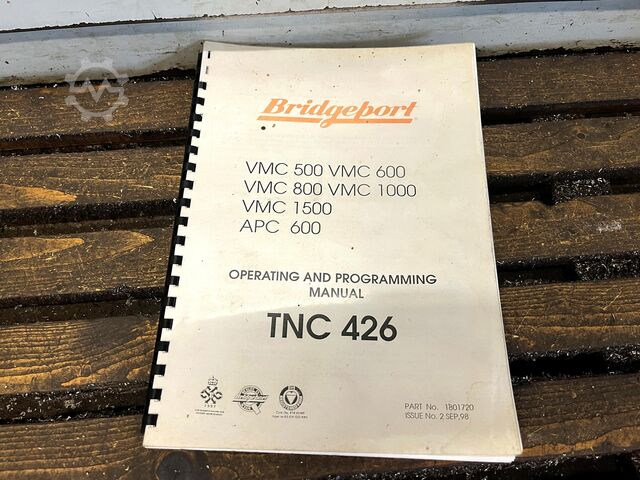 Bridgeport
VMC 500 VMC 600
VMC 800 VMC 1000
VMC 1500
APC 600
OPERATING AND PROGRAMMING
MANUAL
TNC 426
PART No. 1801720
ISSUE No. 2 SEP,98